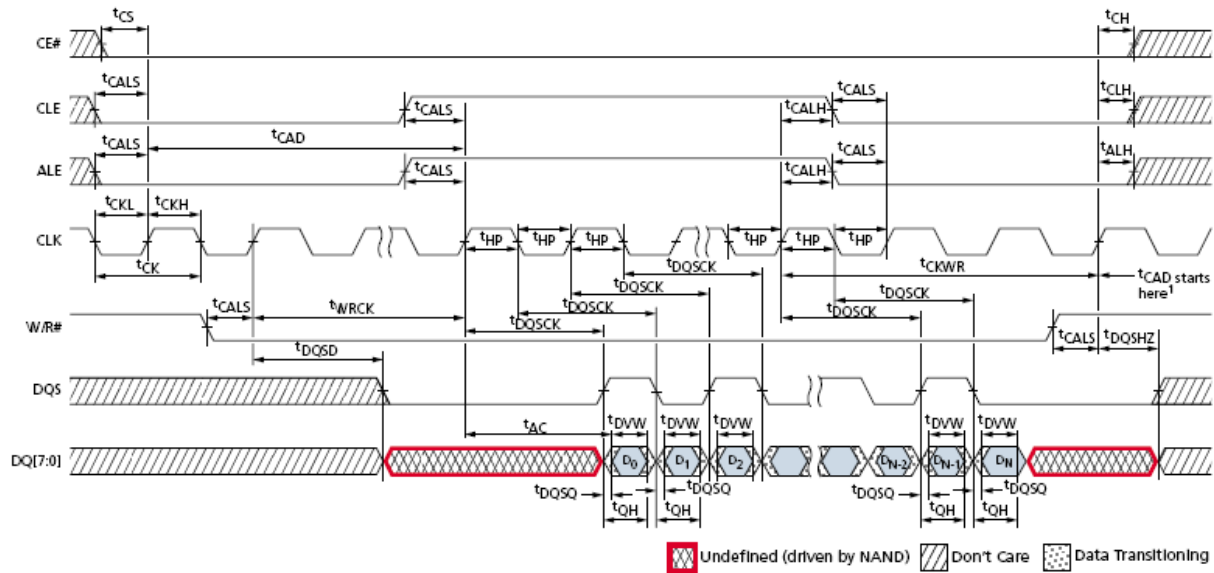 tCS
tCH
CE#
tCALS
tCALS
tCLH
CLE
tCALS
tCALH
tCAD
tCALS
tCALS
tALH
ALE
tCALS
tCALH
tCKL
tCKH
CLK
tHP
tHP
tHP
tHP
tHP
tHP
tCK
tDQSCK
tCKWR
tCAD starts
here1
tDQSCK
tDQSCK
tCALS
tWRCK
tDQSCK
tDQSCK
tDQSCK
W/R#
tCALS
tDQSHZ
tDQSD
DQS
tAC
tDVW
tDVW
tDVW
tDVW
tDVW
DQ[7:0]
D0
D1
D2
DN-2
DN-1
DN
tDQSQ
tDQSQ
tDQSQ
tDQSQ
tQH
tQH
tQH
tQH
Undefined (driven by NAND)
Don't Care
Data Transitioning